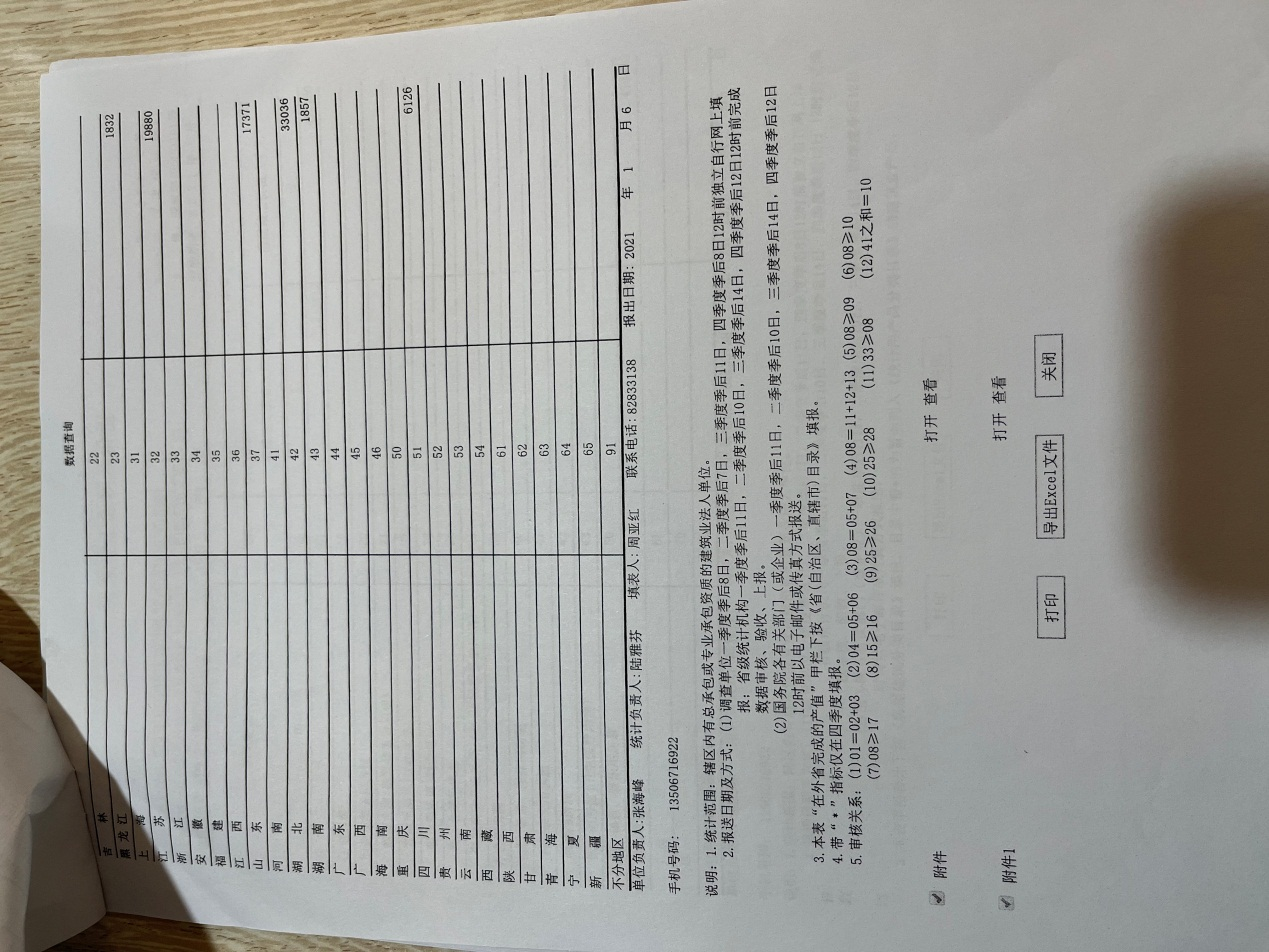 数据查询
吉 林 22
黑 龙 江 23 1832
上 海 31
江 苏 32 19880
浙 江 33
安 徽 34
福 建 35
江 西 36
山 东 37 17371
河 南 41
湖 北 42 33036
湖 南 43 1857
广 东 44
广 西 45
海 南 46
重 庆 50
四 川 51 6126
贵 州 52
云 南 53
西 藏 54
陕 西 61
甘 肃 62
青 海 63
宁 夏 64
新 疆 65
不分地区 91
单位负责人:张海峰 统计负责人:陆雅芬 填表人:周亚红 联系电话:82833138 报出日期:2021 年 1 月 6 日
手机号码: 13506716922
说明:1.统计范围:辖区内有总承包或专业承包资质的建筑业法人单位。
2.报送日期及方式:(1)调查单位一季度季后8日,二季度季后7日,三季度季后11日,四季度季后8日12时前独立自行网上填
报;省级统计机构一季度季后11日,二季度季后10日,三季度季后14日,四季度季后12日12时前完成
数据审核、验收、上报。
(2)国务院各有关部门(或企业)一季度季后11日,二季度季后10日,三季度季后14日,四季度季后12日
12时前以电子邮件或传真方式报送。
3.本表“在外省完成的产值”甲栏下按《省(自治区、直辖市)目录》填报。
4.带“*”指标仅在四季度填报。
5.审核关系:(1)01=02+03 (2)04=05+06 (3)08=05+07 (4)08=11+12+13 (5)08≥09 (6)08≥10
(7)08≥17 (8)15≥16 (9)25≥26 (10)25≥28 (11)33≥08 (12)41之和=10
附件 打开 查看
附件1 打开 查看
打印 导出Excel文件 关闭